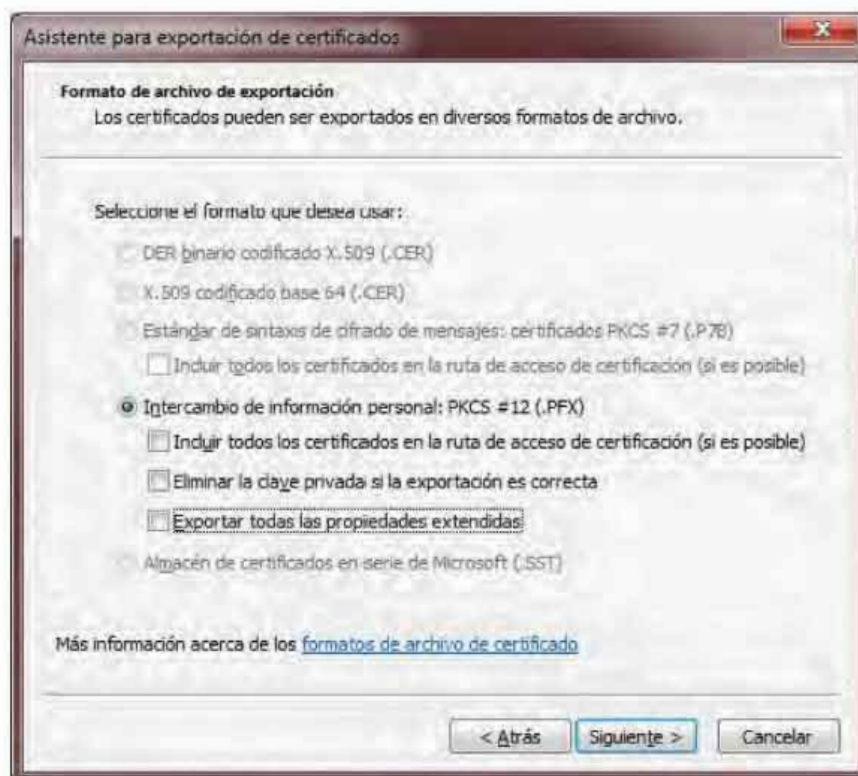 Asistente para exportación de certificados
Formato de archivo de exportación
Los certificados pueden ser exportados en diversos formatos de archivo.
Seleccione el formato que desea usar:
DER binario codificado X.509 (.CER)
X.509 codificado base 64 (.CER)
Estándar de sintaxis de cifrado de mensajes: certificados PKCS #7 (.P7B)
Incluir todos los certificados en la ruta de acceso de certificación (si es posible)
Intercambio de información personal: PKCS #12 (.PFX)
Incluir todos los certificados en la ruta de acceso de certificación (si es posible)
Eliminar la clave privada si la exportación es correcta
Exportar todas las propiedades extendidas
Almacén de certificados en serie de Microsoft (.SST)
Más información acerca de los formatos de archivo de certificado
< Atrás Siguiente > Cancelar